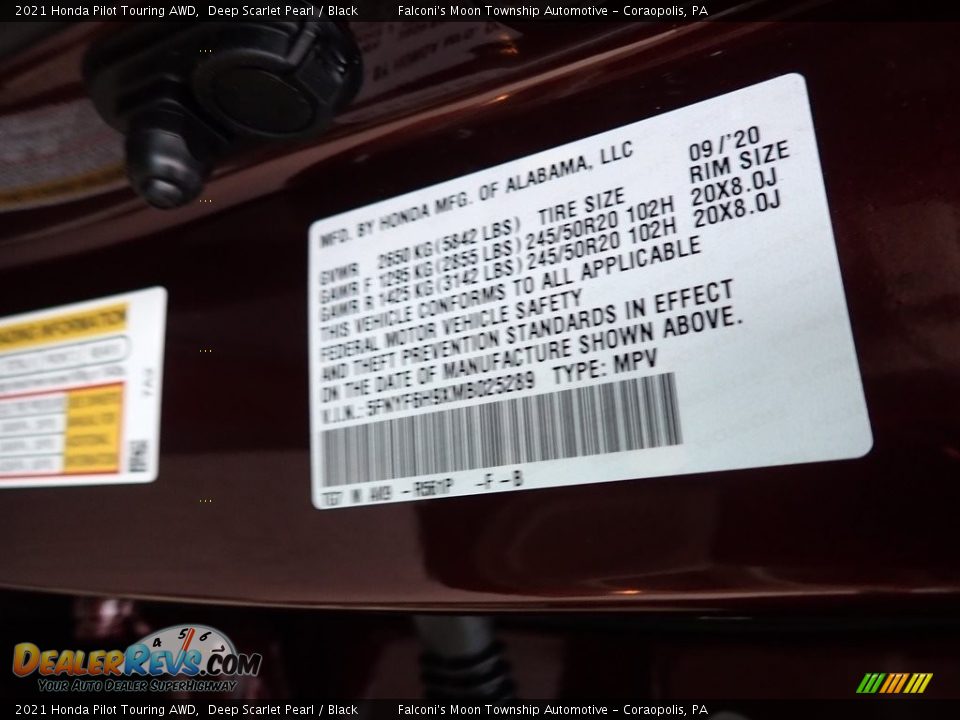 2021 Honda Pilot Touring AWD, Deep Scarlet Pearl / Black Falconi's Moon Township Automotive - Coraopolis, PA
MFD. BY HONDA MFG. OF ALABAMA, LLC 09/'20
GVWR 2650 KG(5842 LBS) TIRE SIZE RIM SIZE
GAWR F 1295 KG(2855 LBS)245/50R20 102H 20X8.0J
GAWR R 1425 KG(3142 LBS)245/50R20 102H 20X8.0J
THIS VEHICLE CONFORMS TO ALL APPLICABLE
FEDERAL MOTOR VEHICLE SAFETY
AND THEFT PREVENTION STANDARDS IN EFFECT
ON THE DATE OF MANUFACTURE SHOWN ABOVE.
V.I.N.: 5FNYF6H9XMB025289 TYPE: MPV
R561P -F -B
INFORMATION
4 5 6
DEALERREVS.COM
YOUR AUTO DEALER SUPERHIGHWAY
2021 Honda Pilot Touring AWD, Deep Scarlet Pearl / Black Falconi's Moon Township Automotive - Coraopolis, PA